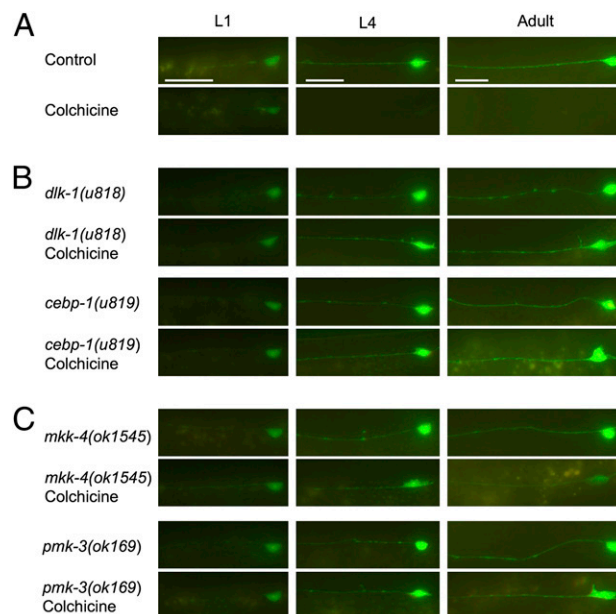 A
L1 L4 Adult
Control
Colchicine
B
dlk-1(u818)
dlk-1(u818)
Colchicine
cebp-1(u819)
cebp-1(u819)
Colchicine
C
mkk-4(ok1545)
mkk-4(ok1545)
Colchicine
pmk-3(ok169)
pmk-3(ok169)
Colchicine